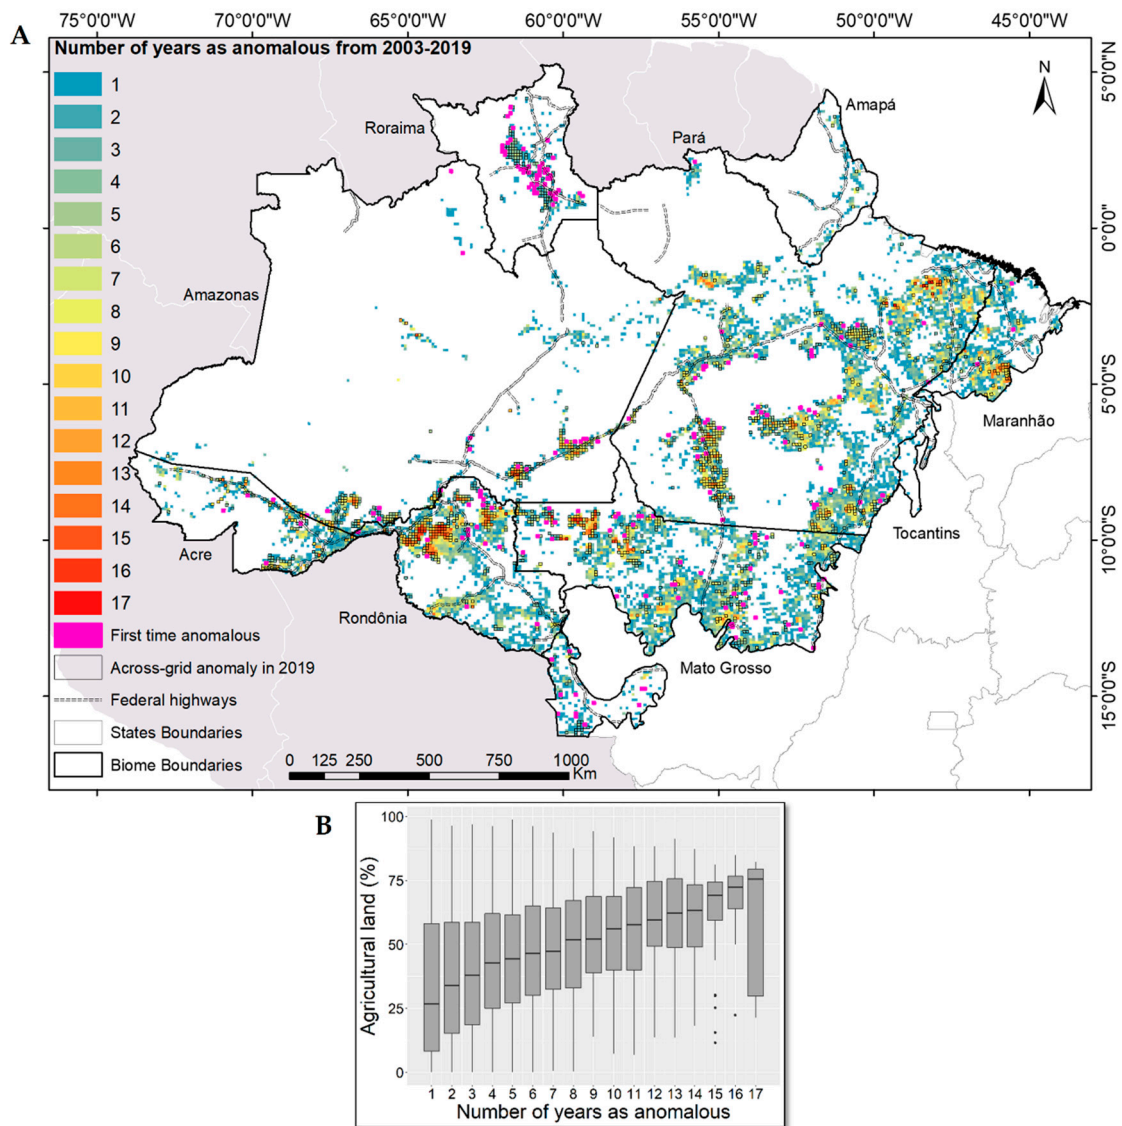 75°0'0"W 70°0'0"W 65°0'0"W 60°0'0"W 55°0'0"W 50°0'0"W 45°0'0"W
A
Number of years as anomalous from 2003-2019
1
2
3
4
5
6
7
8
9
10
11
12
13
14
15
16
17
First time anomalous
Across-grid anomaly in 2019
Federal highways
States Boundaries
Biome Boundaries
N
Roraima
Pará
Amapá
Amazonas
Maranhão
Tocantins
Acre
Rondônia
Mato Grosso
5°0'0"N
0°0'0"
5°0'0"S
10°0'0"S
15°0'0"S
0 125 250 500 750 1000
Km
B
Agricultural land (%)
100
75
50
25
0
1 2 3 4 5 6 7 8 9 10 11 12 13 14 15 16 17
Number of years as anomalous